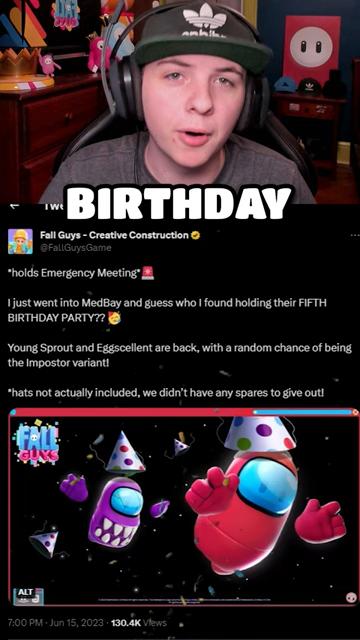 BIRTHDAY
Fall Guys - Creative Construction
@FallGuysGame
*holds Emergency Meeting*🚨
I just went into MedBay and guess who I found holding their FIFTH
BIRTHDAY PARTY?? 🥳
Young Sprout and Eggscellent are back, with a random chance of being
the Impostor variant!
*hats not actually included, we didn't have any spares to give out!
FALL
GUYS
ALT
7:00 PM · Jun 15, 2023 · 130.4K Views